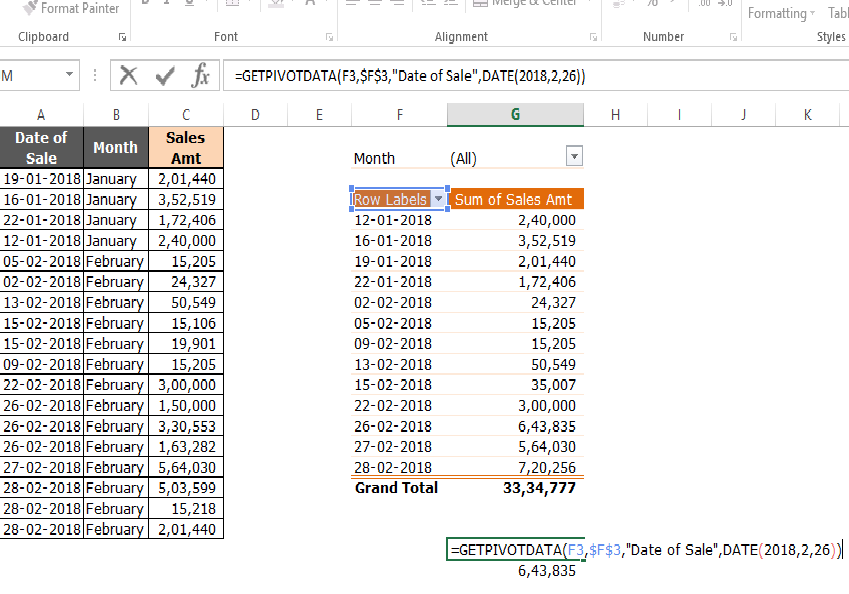 Format Painter
Merge & Center
%
.00
Formatting
Clipboard
Font
Alignment
Number
Styles
M
fx
=GETPIVOTDATA(F3,$F$3,"Date of Sale",DATE(2018,2,26))
A B C D E F G H I J K
Date of Sale Month Sales Amt
Month (All)
19-01-2018 January 2,01,440
16-01-2018 January 3,52,519
Row Labels Sum of Sales Amt
22-01-2018 January 1,72,406
12-01-2018 2,40,000
12-01-2018 January 2,40,000
16-01-2018 3,52,519
05-02-2018 February 15,205
19-01-2018 2,01,440
02-02-2018 February 24,327
22-01-2018 1,72,406
13-02-2018 February 50,549
02-02-2018 24,327
15-02-2018 February 15,106
05-02-2018 15,205
15-02-2018 February 19,901
09-02-2018 15,205
09-02-2018 February 15,205
13-02-2018 50,549
22-02-2018 February 3,00,000
15-02-2018 35,007
26-02-2018 February 1,50,000
22-02-2018 3,00,000
26-02-2018 February 3,30,553
26-02-2018 6,43,835
26-02-2018 February 1,63,282
27-02-2018 5,64,030
27-02-2018 February 5,64,030
28-02-2018 7,20,256
28-02-2018 February 5,03,599
Grand Total 33,34,777
28-02-2018 February 15,218
28-02-2018 February 2,01,440
=GETPIVOTDATA(F3,$F$3,"Date of Sale",DATE(2018,2,26))
6,43,835